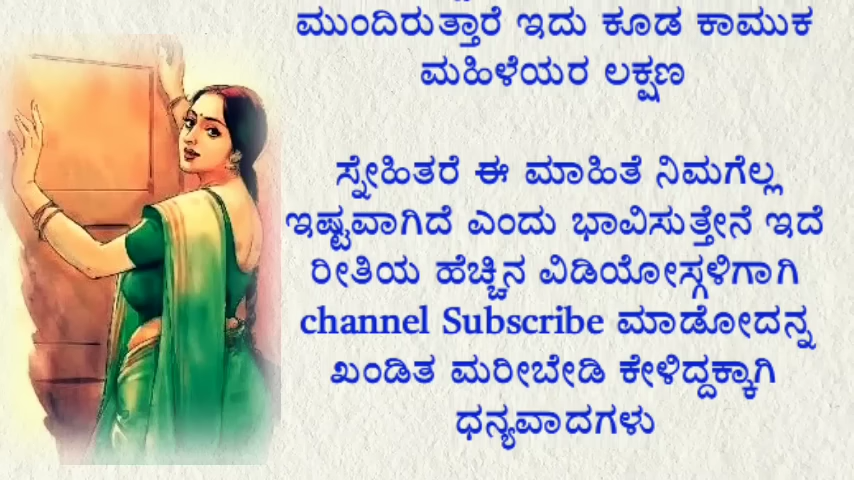 ಮುಂದಿರುತ್ತಾರೆ ಇದು ಕೂಡ ಕಾಮುಕ
ಮಹಿಳೆಯರ ಲಕ್ಷಣ
ಸ್ನೇಹಿತರೆ ಈ ಮಾಹಿತೆ ನಿಮಗೆಲ್ಲ
ಇಷ್ಟವಾಗಿದೆ ಎಂದು ಭಾವಿಸುತ್ತೇನೆ ಇದೆ
ರೀತಿಯ ಹೆಚ್ಚಿನ ವಿಡಿಯೋಸ್ಗಳಿಗಾಗಿ
channel Subscribe ಮಾಡೋದನ್ನ
ಖಂಡಿತ ಮರೀಬೇಡಿ ಕೇಳಿದ್ದಕ್ಕಾಗಿ
ಧನ್ಯವಾದಗಳು